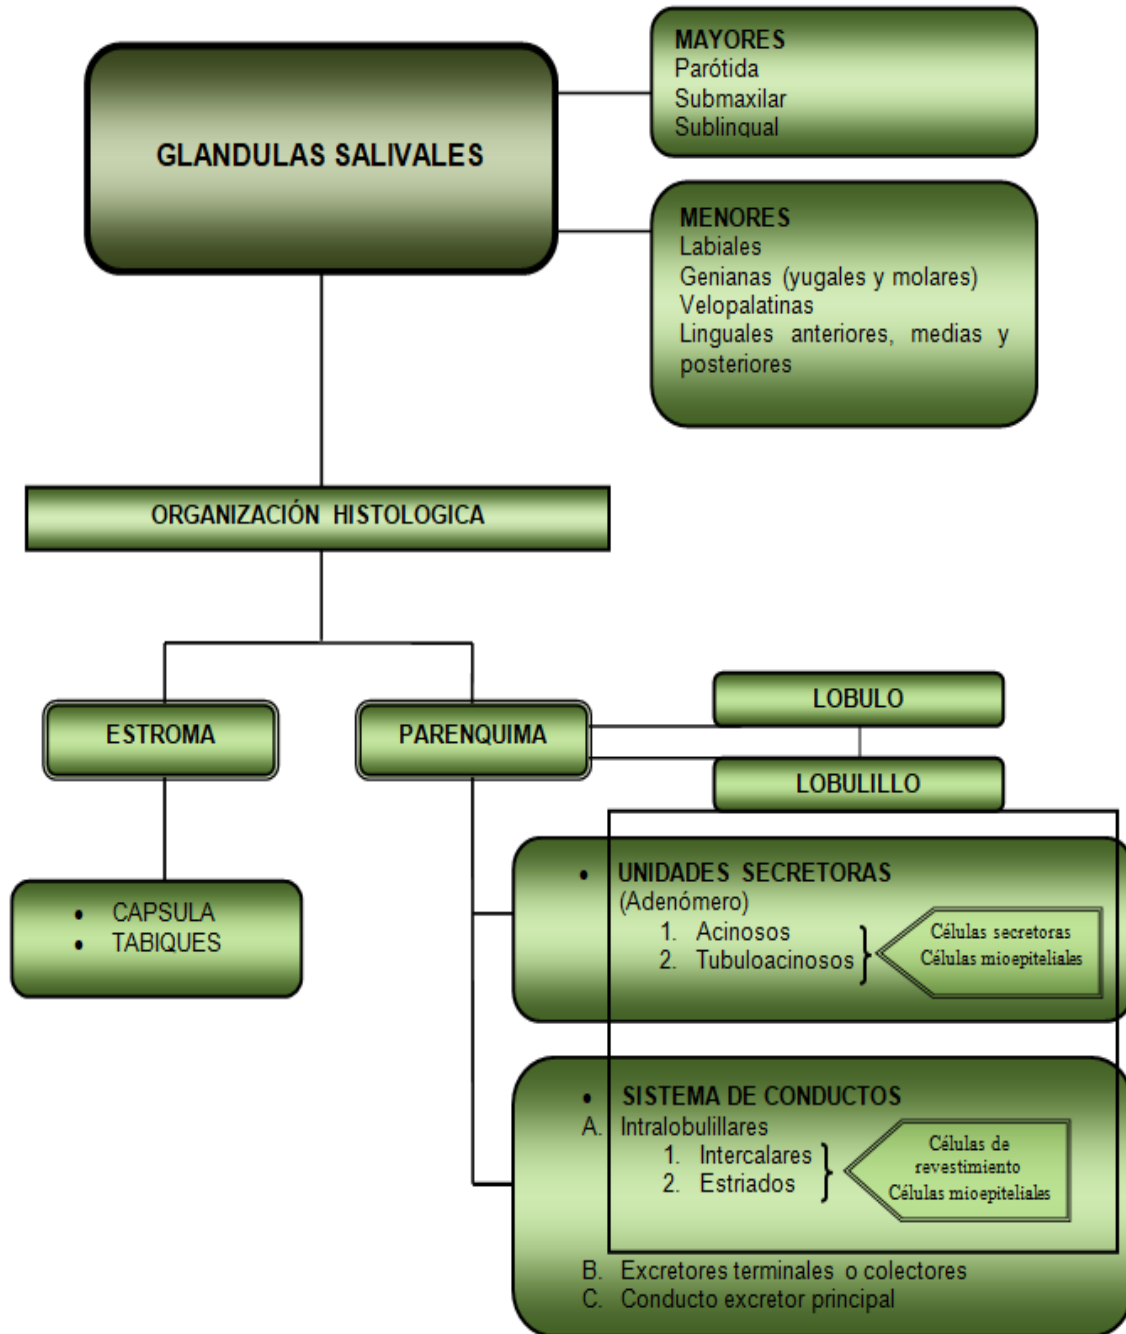 GLANDULAS SALIVALES
MAYORES
Parótida
Submaxilar
Sublingual
MENORES
Labiales
Genianas (yugales y molares)
Velopalatinas
Linguales anteriores, medias y
posteriores
ORGANIZACIÓN HISTOLOGICA
ESTROMA
PARENQUIMA
LOBULO
LOBULILLO
• CAPSULA
• TABIQUES
• UNIDADES SECRETORAS
(Adenómero)
1. Acinosos
2. Tubuloacinosos
Células secretoras
Células mioepiteliales
• SISTEMA DE CONDUCTOS
A. Intralobulillares
1. Intercalares
2. Estriados
Células de
revestimiento
Células mioepiteliales
B. Excretores terminales o colectores
C. Conducto excretor principal